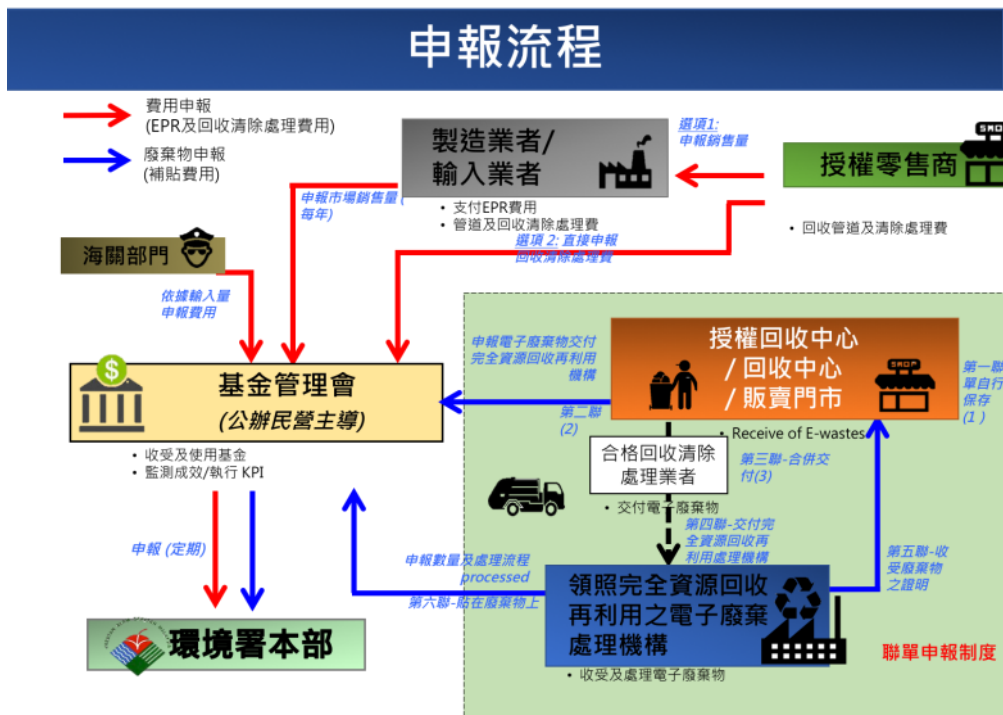 申報流程
費用申報
(EPR及回收清除處理費用)
廢棄物申報
(補貼費用)
製造業者/
輸入業者
選項1:
申報銷售量
SHOP
授權零售商
申報市場銷售量 (
每年)
• 支付EPR費用
• 管道及回收清除處理費
選項 2: 直接申報
回收清除處理費
• 回收管道及清除處理費
海關部門
依據輸入量
申報費用
$
基金管理會
(公辦民營主導)
• 收受及使用基金
• 監測成效/執行 KPI
申報電子廢棄物交付
完全資源回收再利用
機構
授權回收中心
/ 回收中心
/ 販賣門市
SHOP
第一聯
單自行
保存
(1 )
第二聯
(2)
• Receive of E-wastes
合格回收清除
處理業者
第三聯-合併交
付(3)
• 交付電子廢棄物
第四聯-交付完
全資源回收再
利用處理機構
第五聯-收
受廢棄物
之證明
申報 (定期)
申報數量及處理流程
processed
第六聯-貼在廢棄物上
領照完全資源回收
再利用之電子廢棄
處理機構
• 收受及處理電子廢棄物
環境署本部
聯單申報制度